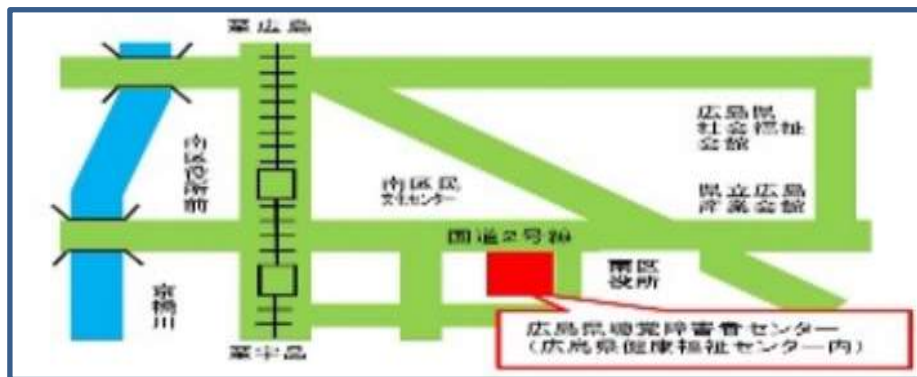 至広島
広島県
社会福祉
会館
南区役所前
南区民
文化センター
県立広島
産業会館
国道2号線
南区
役所
京橋川
広島県聴覚障害者センター
(広島県健康福祉センター内)
至宇品